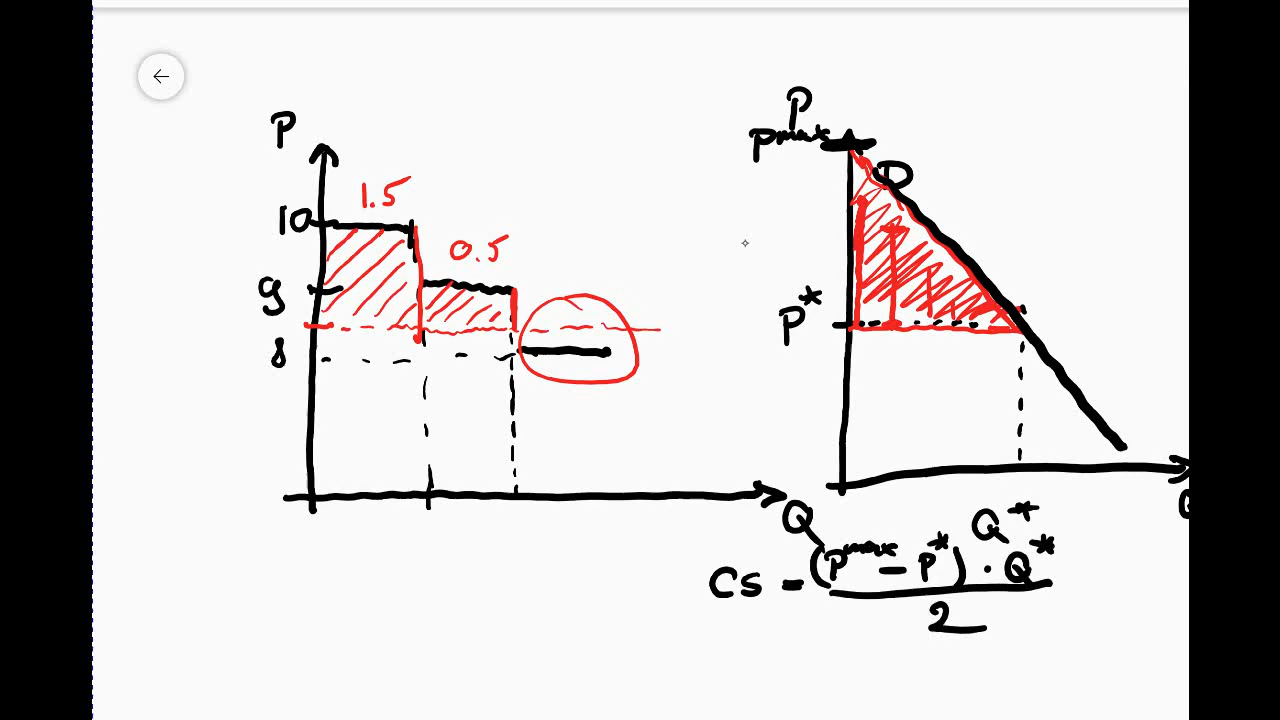 P
10
1.5
0.5
9
8
Q
P
Pmax
D
P*
Q*
CS = (Pmax - P*) · Q*
2